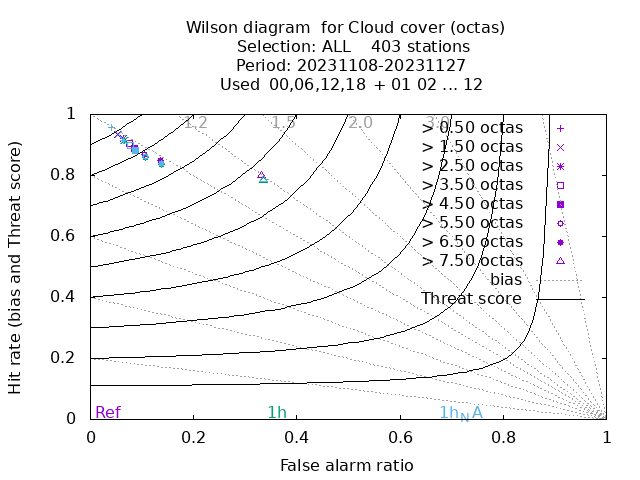 Wilson diagram  for Cloud cover (octas)
Selection: ALL    403 stations
Period: 20231108-20231127
Used 00,06,12,18 + 01 02 ... 12
1.2 1.5 2.0 3.0
> 0.50 octas
> 1.50 octas
> 2.50 octas
> 3.50 octas
> 4.50 octas
> 5.50 octas
> 6.50 octas
> 7.50 octas
bias
Threat score
Hit rate (bias and Threat score)
1
0.8
0.6
0.4
0.2
0
Ref 1h 1h_N A
0 0.2 0.4 0.6 0.8 1
False alarm ratio